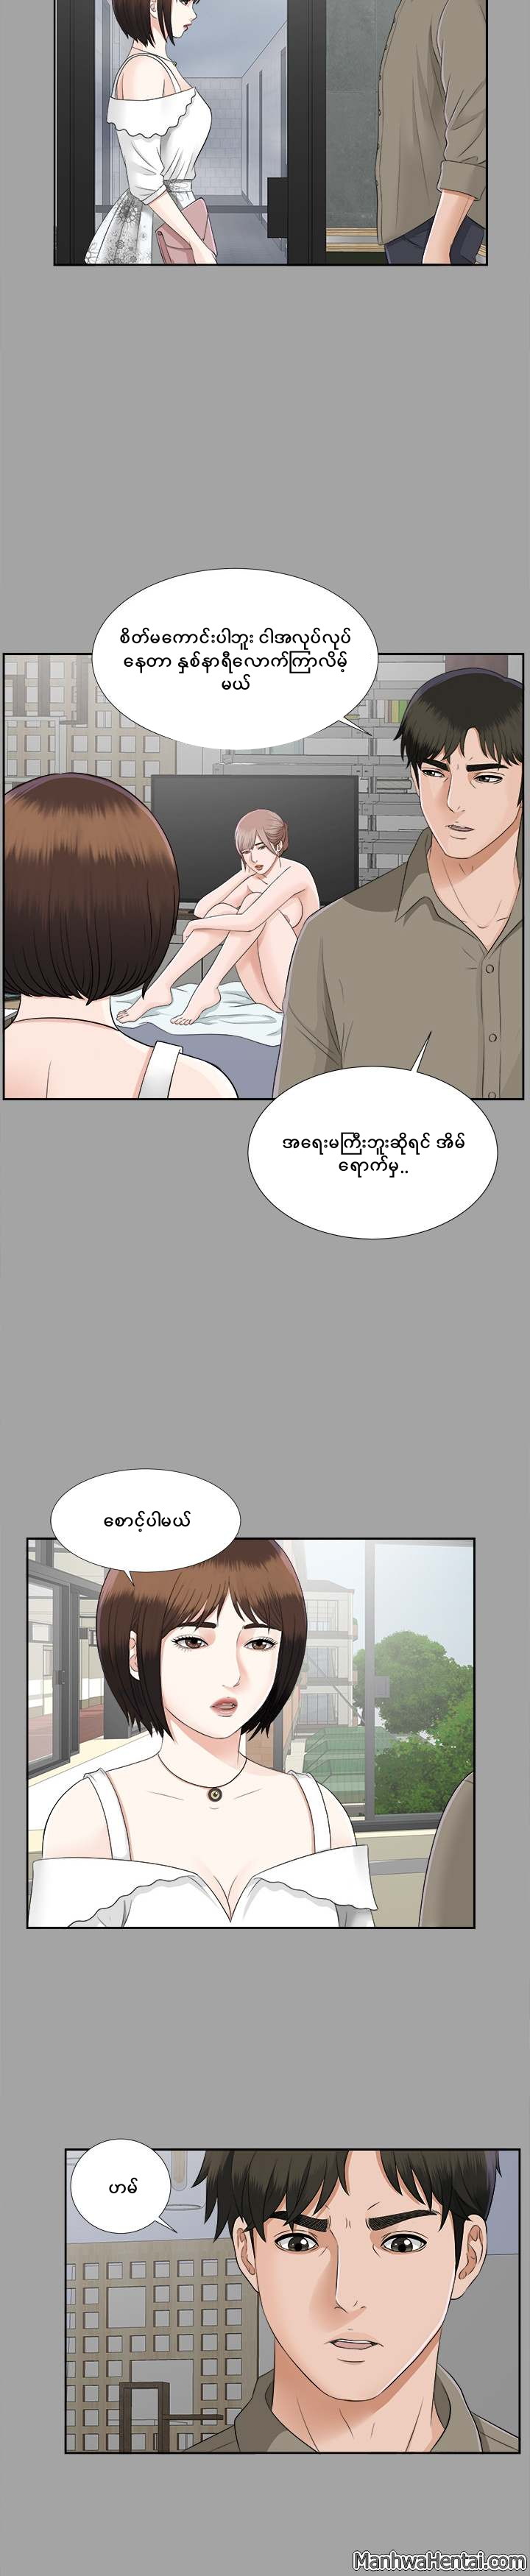 စိတ်မကောင်းပါဘူး ငါအလုပ်လုပ်
နေတာ နှစ်နာရီလောက်ကြာလိမ့်
မယ်
အရေးမကြီးဘူးဆိုရင် အိမ်
ရောက်မှ..
စောင့်ပါမယ်
ဟမ်
ManhwaHentai.com